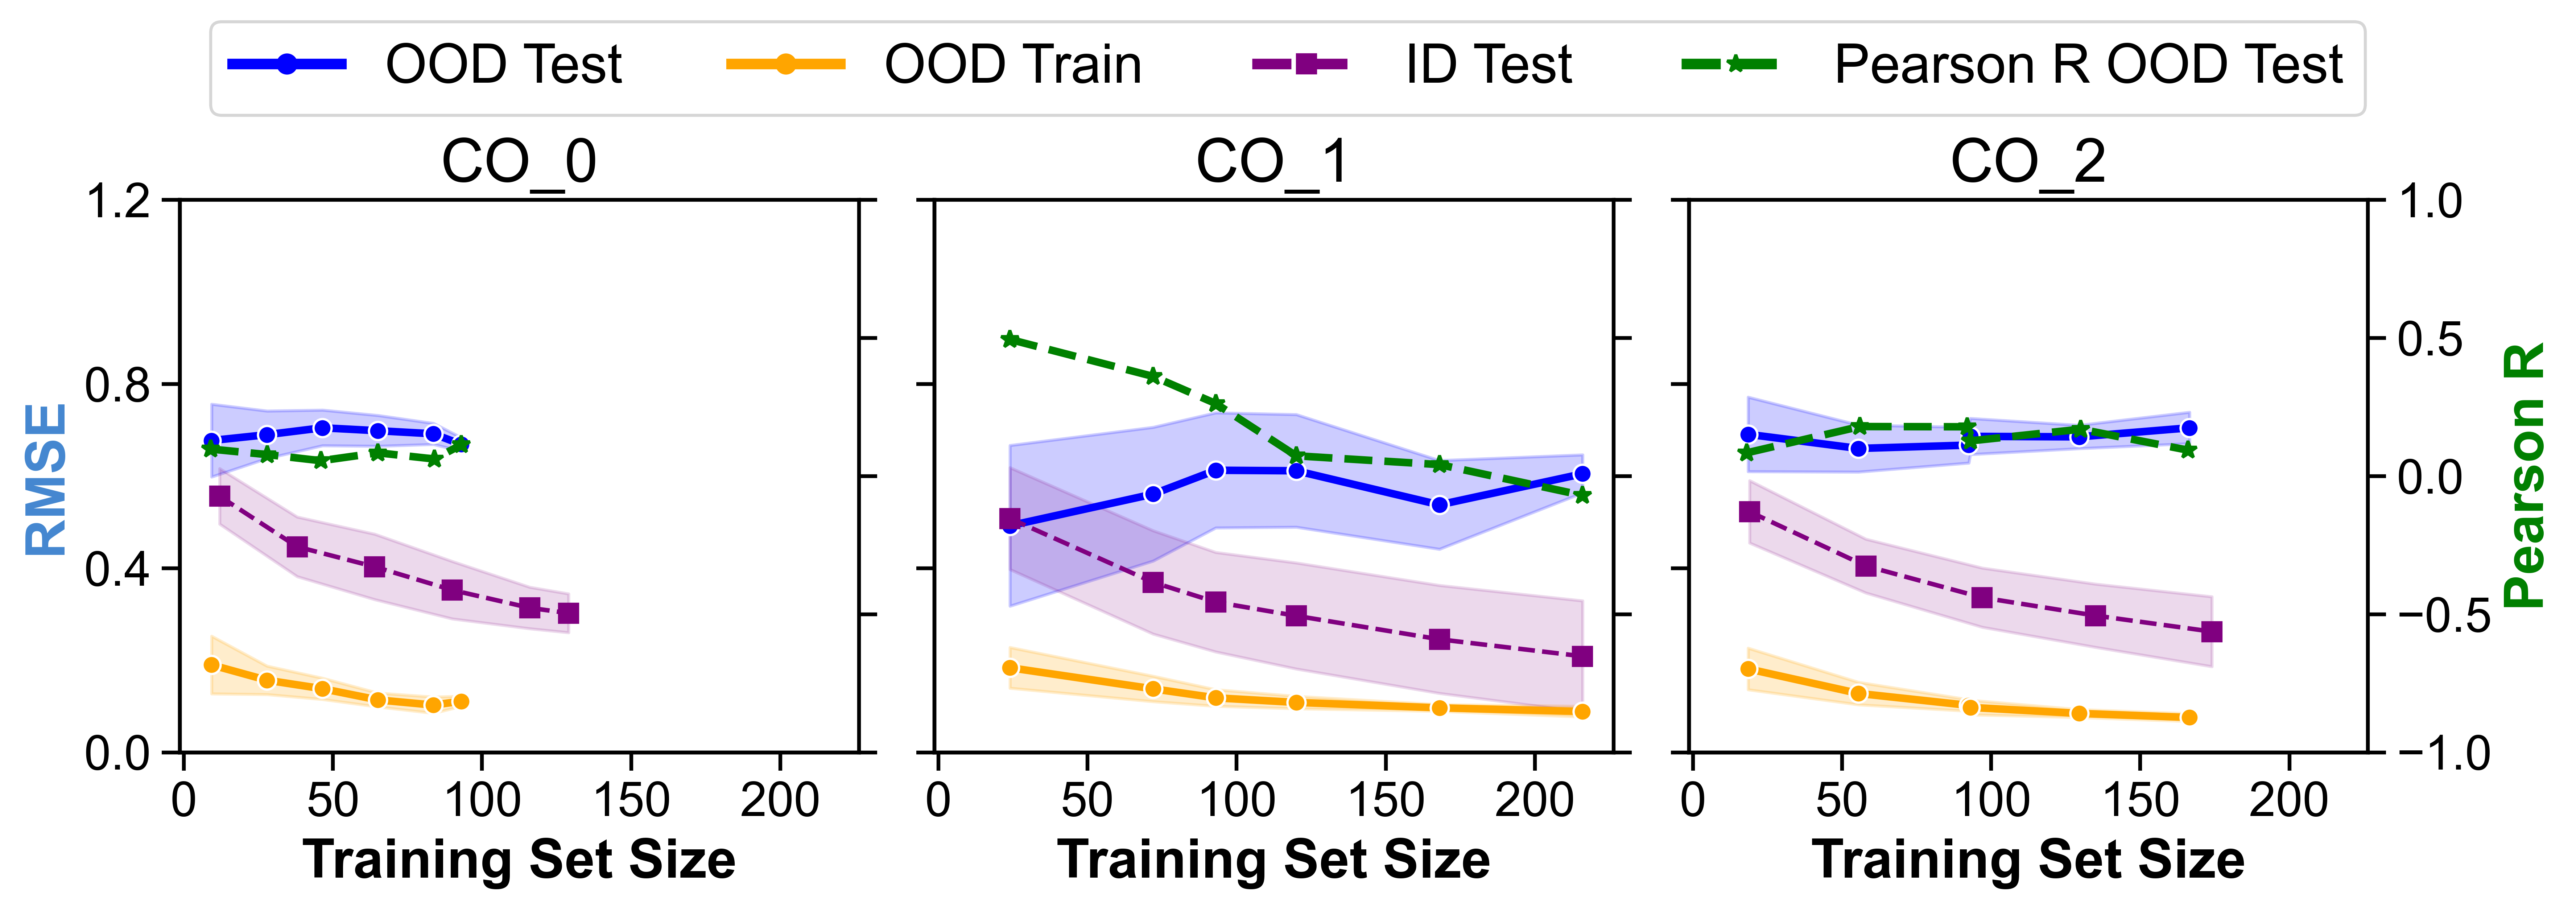 OOD Test OOD Train ID Test Pearson R OOD Test
CO_0 CO_1 CO_2
1.2
0.8
0.4
0.0
RMSE
1.0
0.5
0.0
−0.5
−1.0
Pearson R
0 50 100 150 200 0 50 100 150 200 0 50 100 150 200
Training Set Size Training Set Size Training Set Size